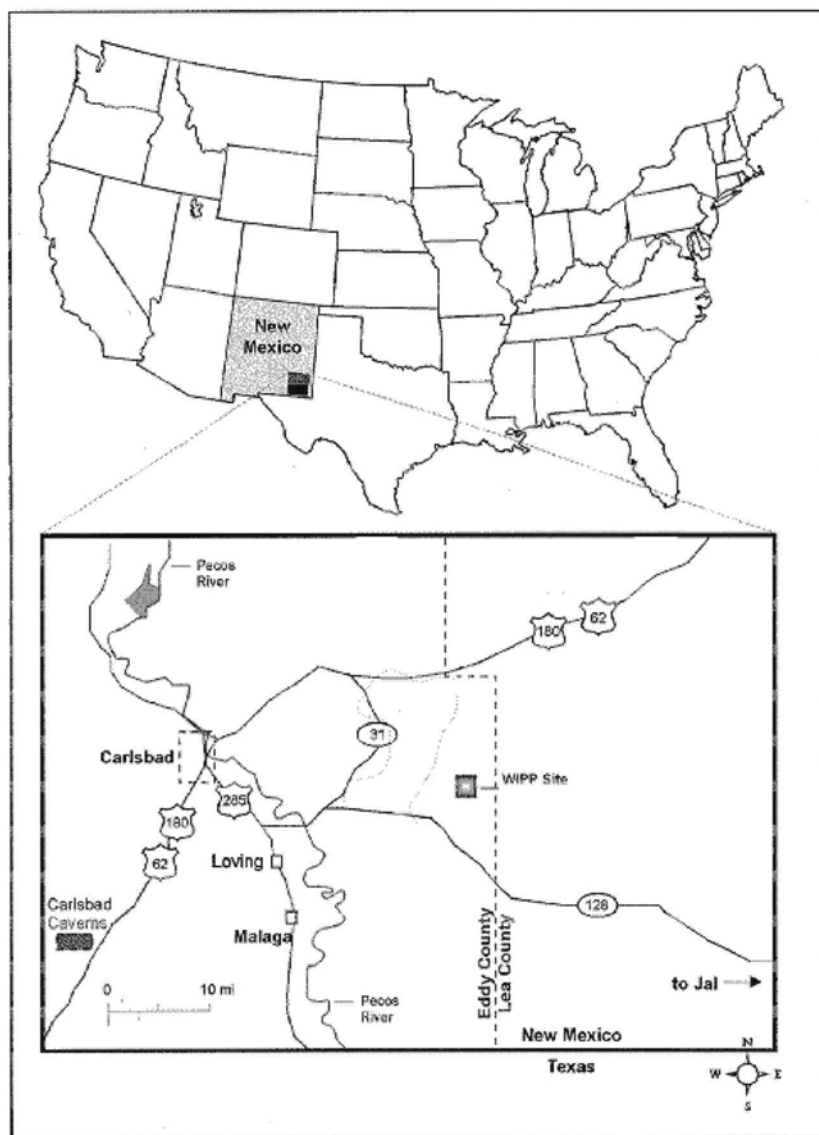 New
Mexico
Pecos
River
180
62
31
Carlsbad
WIPP Site
285
180
62
Loving
Carlsbad
Caverns
128
Malaga
0 10 mi
Eddy County
Lea County
to Jal
Pecos
River
New Mexico
Texas
N
W E
S